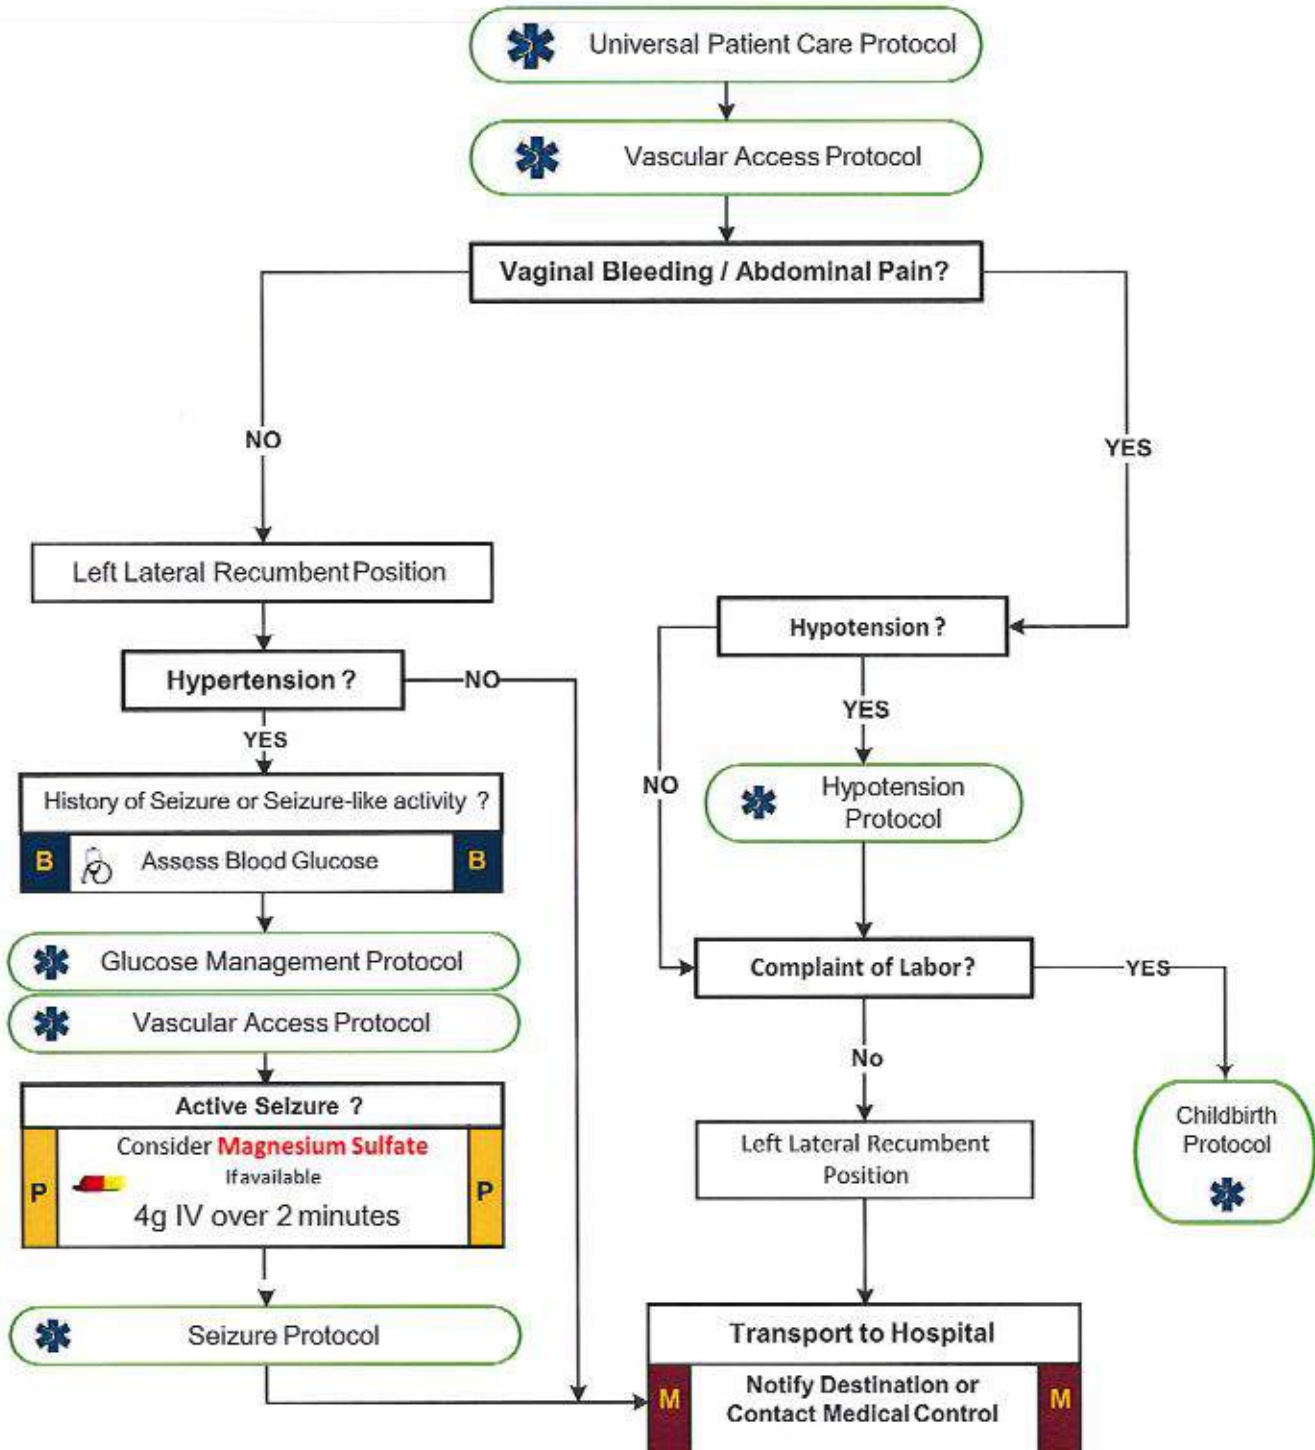 Universal Patient Care Protocol
Vascular Access Protocol
Vaginal Bleeding / Abdominal Pain?
NO
YES
Left Lateral Recumbent Position
Hypertension ?
NO
YES
History of Seizure or Seizure-like activity ?
B
Assess Blood Glucose
B
Glucose Management Protocol
Vascular Access Protocol
Active Seizure ?
P
Consider Magnesium Sulfate
If available
4g IV over 2 minutes
P
Seizure Protocol
Hypotension ?
YES
NO
Hypotension
Protocol
Complaint of Labor?
YES
No
Childbirth
Protocol
Left Lateral Recumbent
Position
Transport to Hospital
M
Notify Destination or
Contact Medical Control
M